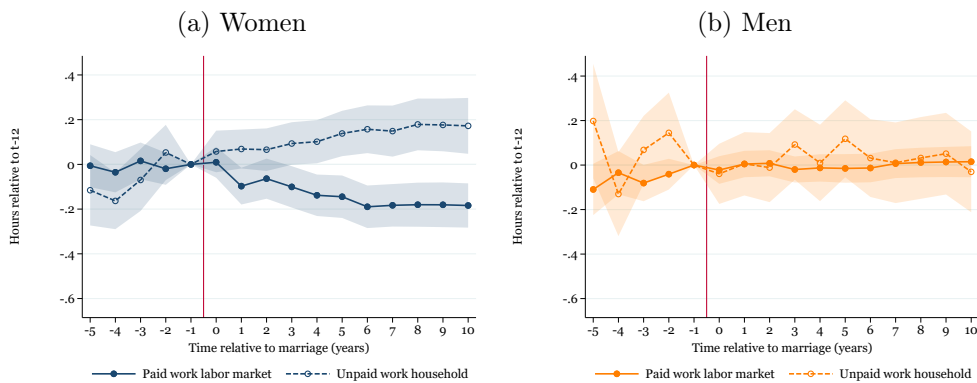 (a) Women
(b) Men
Hours relative to t-12
.4
.2
0
-.2
-.4
-.6
-5 -4 -3 -2 -1 0 1 2 3 4 5 6 7 8 9 10
Time relative to marriage (years)
Paid work labor market
Unpaid work household
Hours relative to t-12
.4
.2
0
-.2
-.4
-.6
-5 -4 -3 -2 -1 0 1 2 3 4 5 6 7 8 9 10
Time relative to marriage (years)
Paid work labor market
Unpaid work household